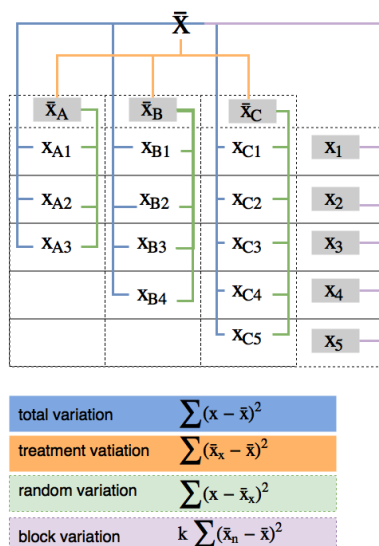 X̄
x̄A x̄B x̄C
xA1 xB1 xC1 x1
xA2 xB2 xC2 x2
xA3 xB3 xC3 x3
xB4 xC4 x4
xC5 x5
total variation ∑(x − x̄)²
treatment vatiation ∑(x̄x − x̄)²
random variation ∑(x − x̄x)²
block variation k ∑(x̄n − x̄)²